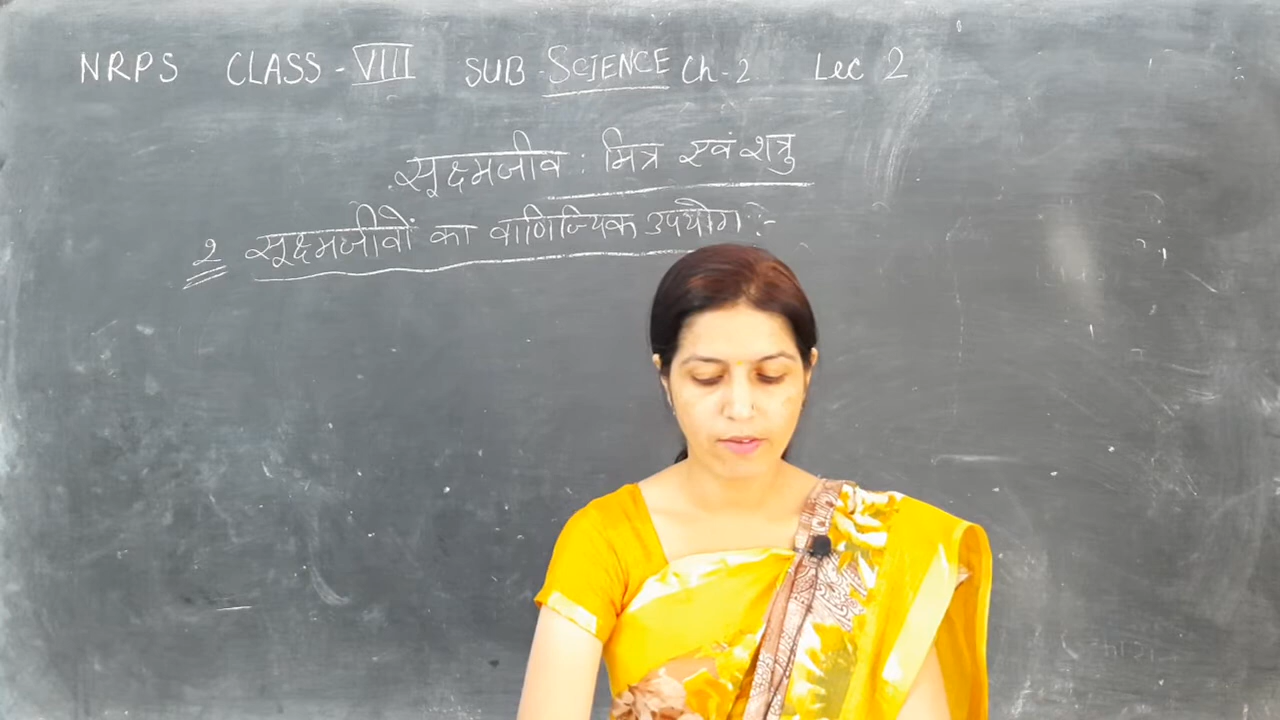 NRPS CLASS-VIII SUB-SCIENCE Ch-2 Lec 2
सूक्ष्मजीव : मित्र एवं शत्रु
2 सूक्ष्मजीवों का वाणिज्यिक उपयोग :-